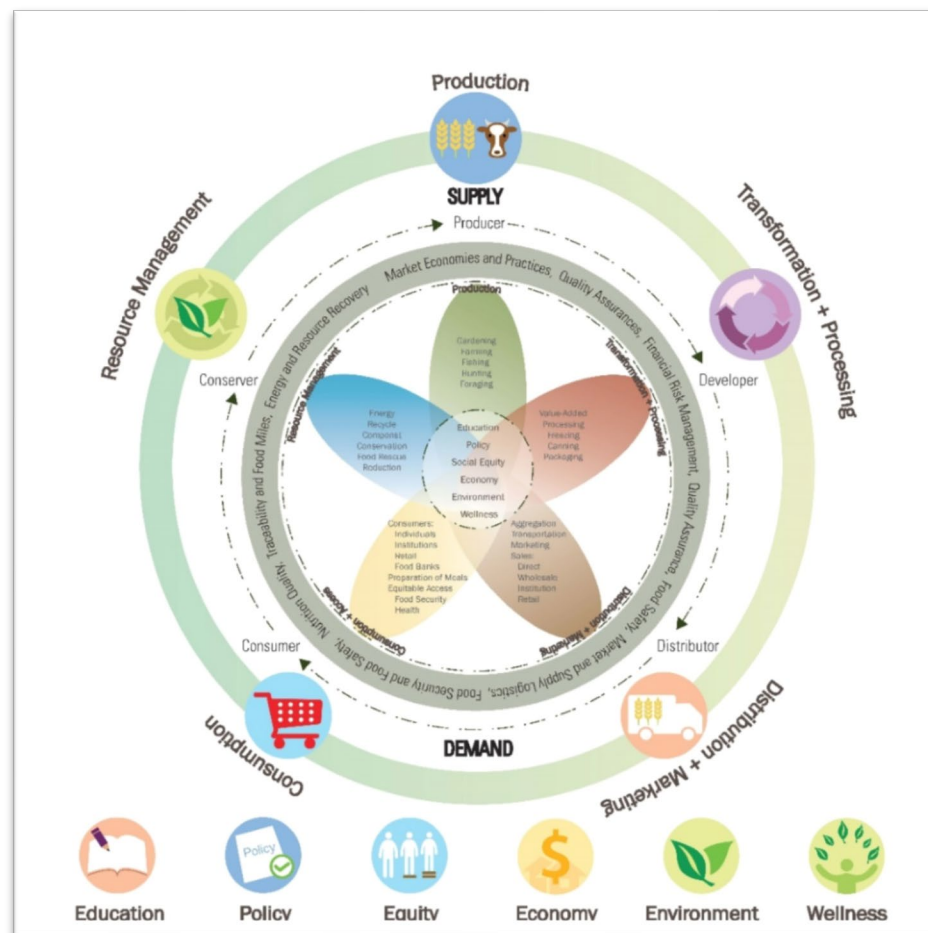 Production
SUPPLY
Producer
Resource Management
Transformation + Processing
Conserver
Developer
Market Economies and Practices, Quality Assurances, Financial Risk Management, Quality Assurance, Food Safety, Market and Supply Logistics, Food Security and Food Safety, Nutrition Quality, Traceability and Food Miles, Energy and Resource Recovery
Production
Gardening
Farming
Fishing
Hunting
Foraging
Resource Management
Energy
Recycle
Compost
Conservation
Food Rescue
Transformation + Processing
Value-Added
Processing
Freezing
Canning
Packaging
Education
Policy
Social Equity
Economy
Environment
Wellness
Consumers:
Individuals
Institutions
Retail
Food Banks
Preparation of Meals
Equitable Access
Food Security
Health
Consumption + Access
Aggregation
Transportation
Marketing
Sales:
Direct
Wholesale
Institution
Retail
Distribution + Marketing
Consumer
Distributor
DEMAND
Consumption
Distribution + Marketing
Policy
Education
Policy
Equity
Economy
Environment
Wellness